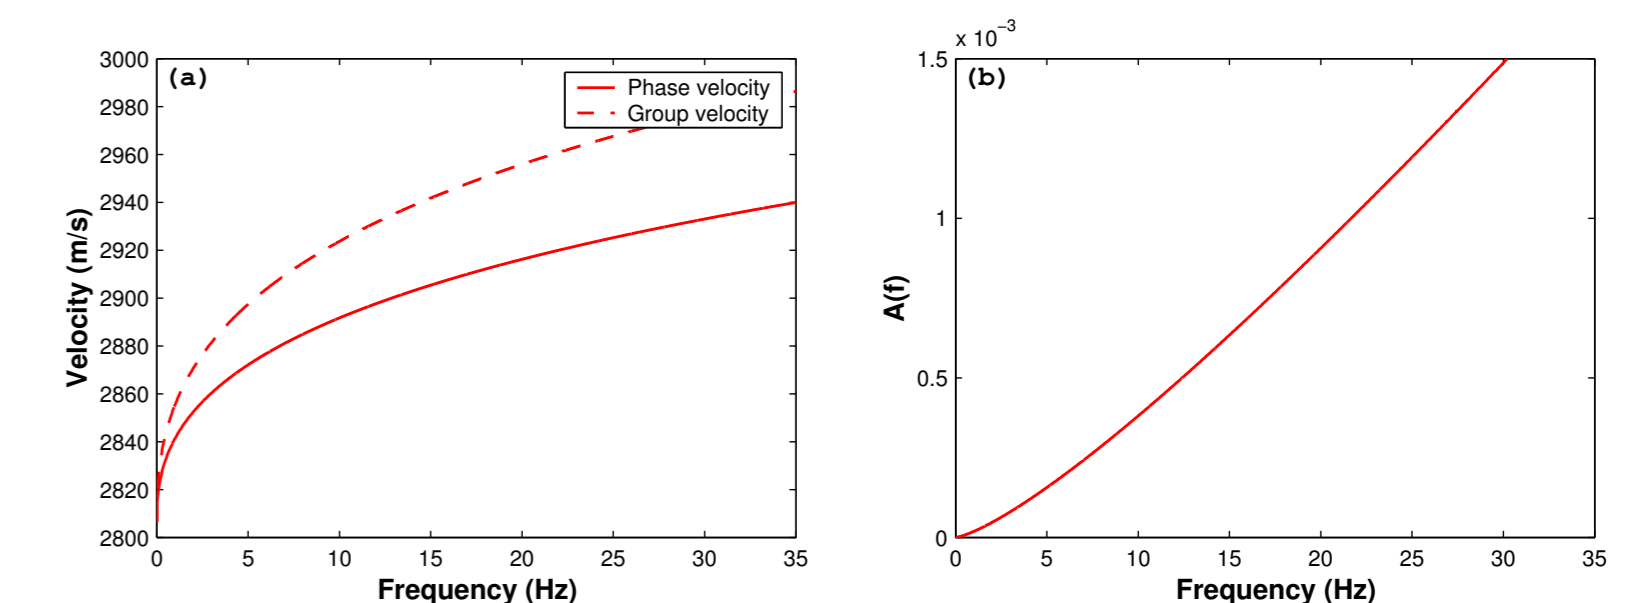 (a)
Phase velocity
Group velocity
3000
2980
2960
2940
2920
2900
2880
2860
2840
2820
2800
Velocity (m/s)
0 5 10 15 20 25 30 35
Frequency (Hz)
x 10⁻³
(b)
1.5
1
0.5
0
A(f)
0 5 10 15 20 25 30 35
Frequency (Hz)